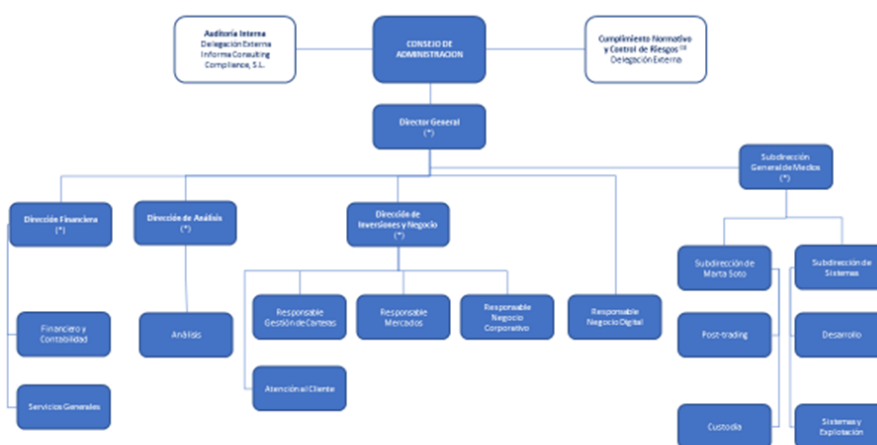 Auditoría Interna
Delegación Externa
Informa Consulting
Compliance, S.L.
CONSEJO DE
ADMINISTRACION
Cumplimiento Normativo
y Control de Riesgos
Delegación Externa
Director General
(*)
Subdirección
General de Medios
(*)
Dirección Financiera
(*)
Dirección de Análisis
(*)
Dirección de
Inversiones y Negocio
(*)
Subdirección de
Marta Soto
Subdirección de
Sistemas
Responsable
Gestión de Carteras
Responsable
Mercados
Responsable
Negocio
Corporativo
Responsable
Negocio Digital
Financiero y
Contabilidad
Análisis
Post-trading
Desarrollo
Atención al Cliente
Servicios Generales
Custodia
Sistemas y
Explotación